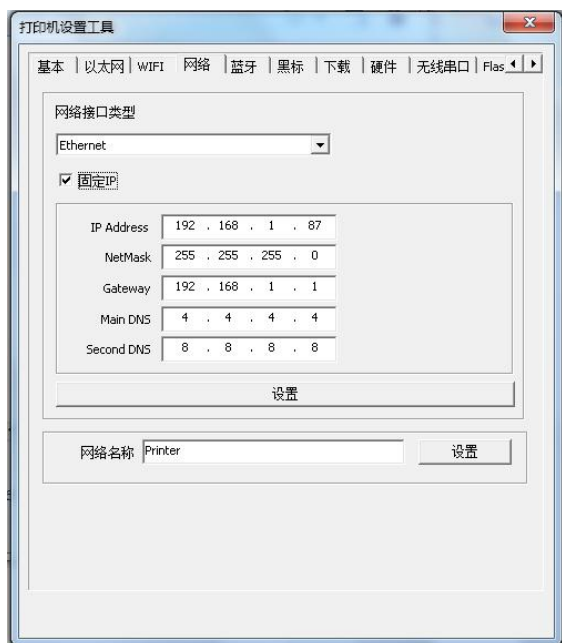 打印机设置工具
基本 以太网 WIFI 网络 蓝牙 黑标 下载 硬件 无线串口 Flas
网络接口类型
Ethernet
固定IP
IP Address 192 . 168 . 1 . 87
NetMask 255 . 255 . 255 . 0
Gateway 192 . 168 . 1 . 1
Main DNS 4 . 4 . 4 . 4
Second DNS 8 . 8 . 8 . 8
设置
网络名称 Printer 设置